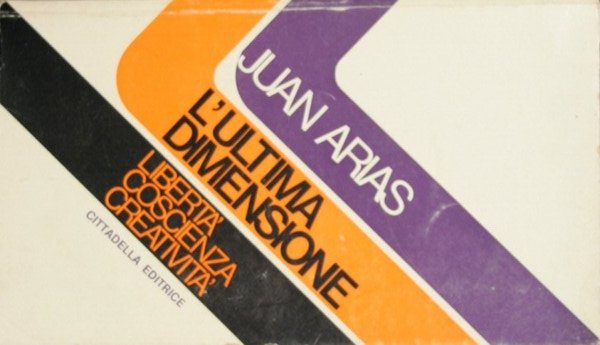 JUAN ARIAS
L'ULTIMA
DIMENSIONE
LIBERTA'
COSCIENZA
CREATIVITA'
CITTADELLA EDITRICE